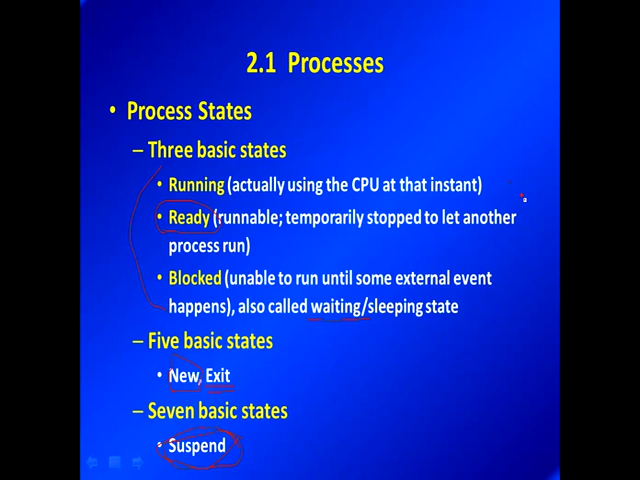 2.1 Processes
• Process States
– Three basic states
• Running (actually using the CPU at that instant)
• Ready (runnable; temporarily stopped to let another
process run)
• Blocked (unable to run until some external event
happens), also called waiting/sleeping state
– Five basic states
• New, Exit
– Seven basic states
• Suspend